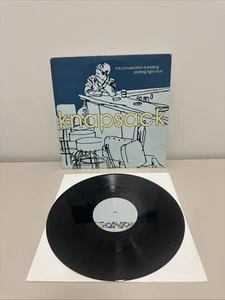 this conversation is ending
starting right now
knapsack